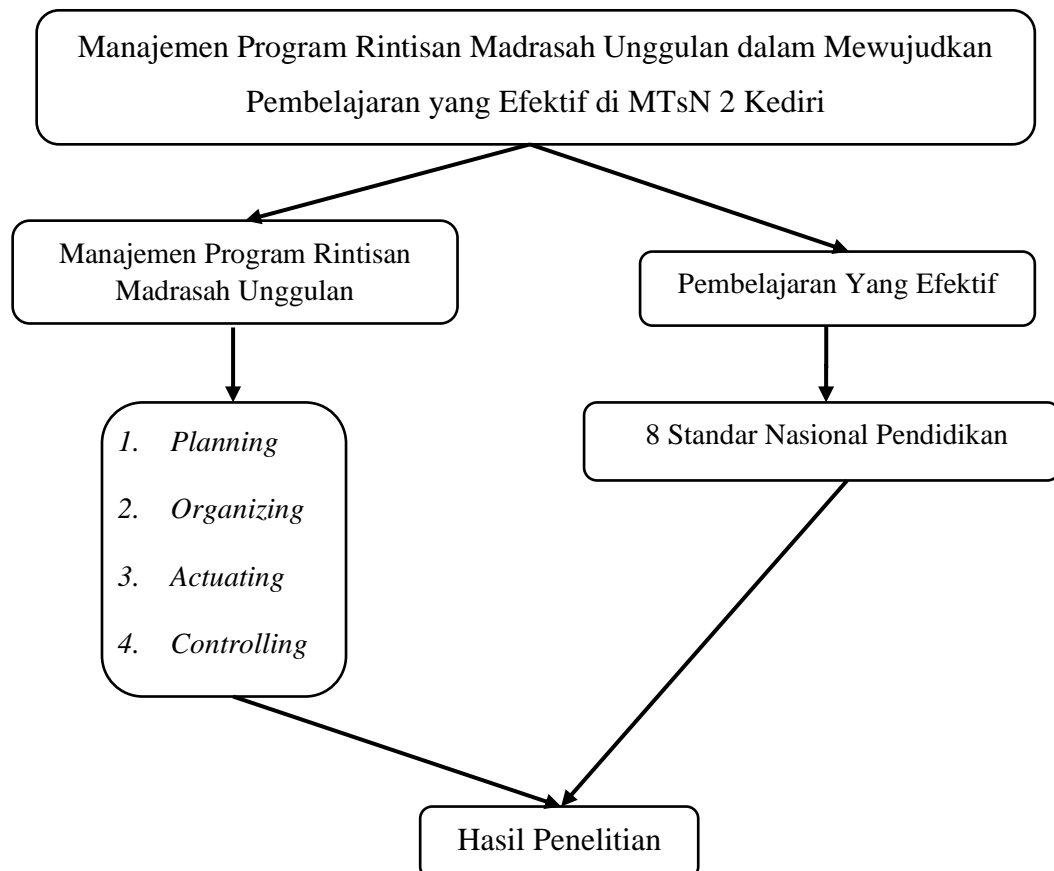 Manajemen Program Rintisan Madrasah Unggulan dalam Mewujudkan
Pembelajaran yang Efektif di MTsN 2 Kediri
Manajemen Program Rintisan
Madrasah Unggulan
Pembelajaran Yang Efektif
1. Planning
2. Organizing
3. Actuating
4. Controlling
8 Standar Nasional Pendidikan
Hasil Penelitian